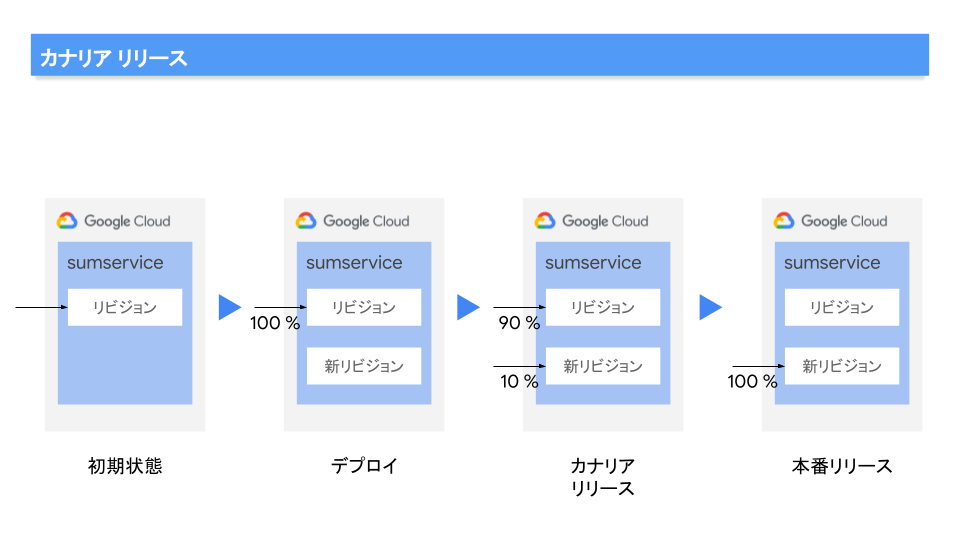 カナリア リリース
Google Cloud
sumservice
リビジョン
初期状態
Google Cloud
sumservice
リビジョン
100 %
新リビジョン
デプロイ
Google Cloud
sumservice
リビジョン
90 %
新リビジョン
10 %
カナリア
リリース
Google Cloud
sumservice
リビジョン
新リビジョン
100 %
本番リリース